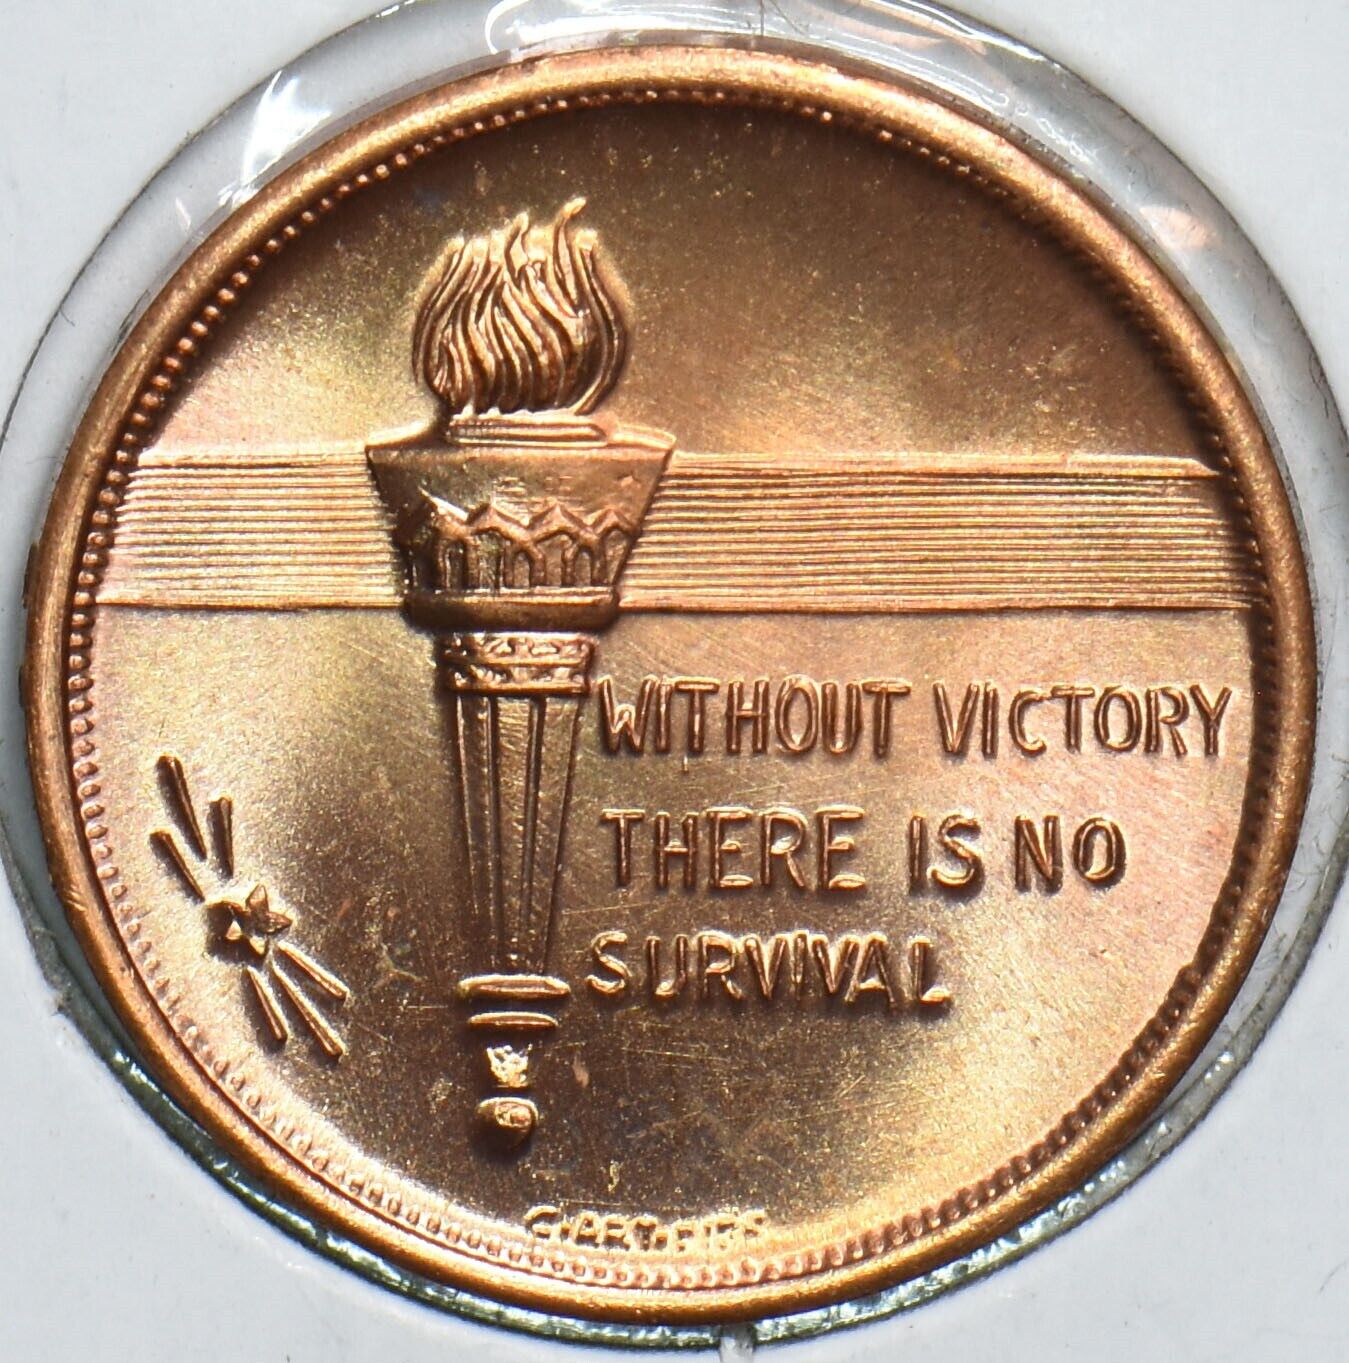 WITHOUT VICTORY
THERE IS NO
SURVIVAL